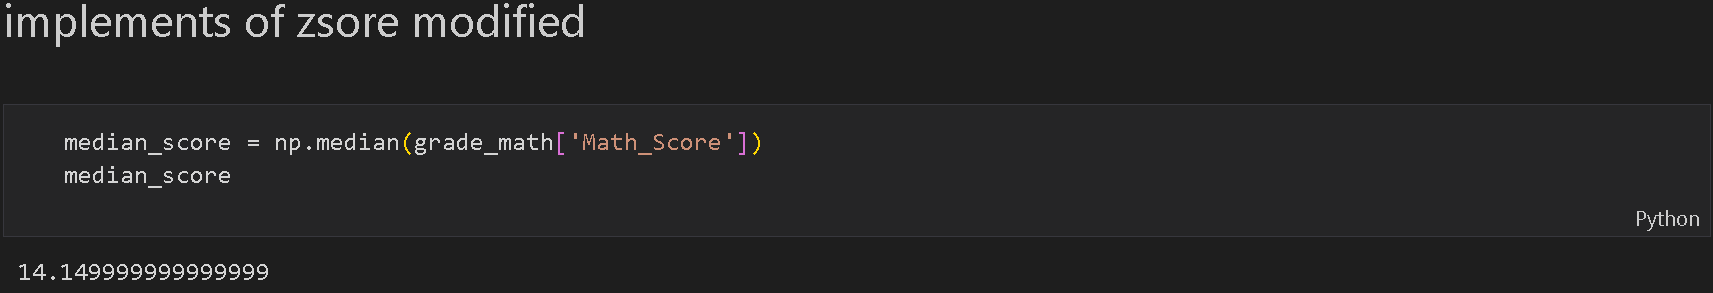 implements of zsore modified
median_score = np.median(grade_math['Math_Score'])
median_score
Python
14.149999999999999